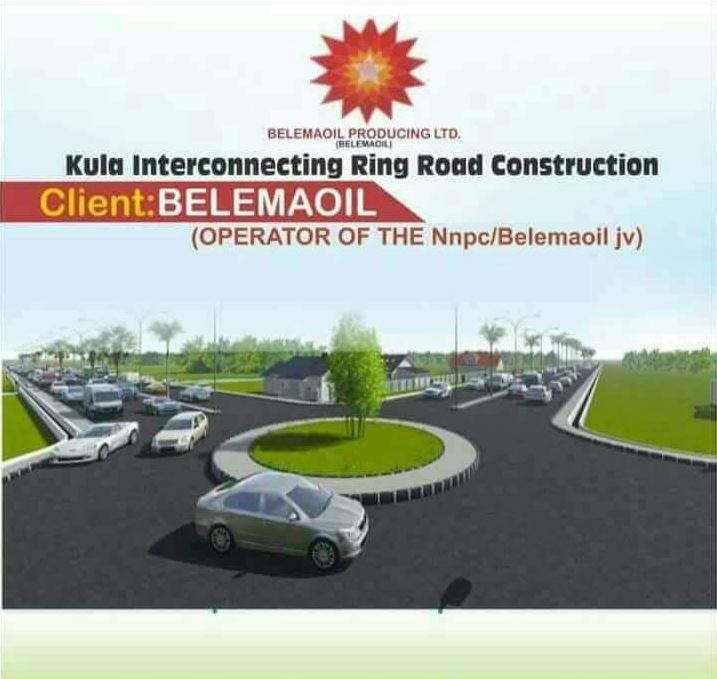 BELEMAOIL PRODUCING LTD.
(BELEMAOIL)
Kula Interconnecting Ring Road Construction
Client:BELEMAOIL
(OPERATOR OF THE Nnpc/Belemaoil jv)